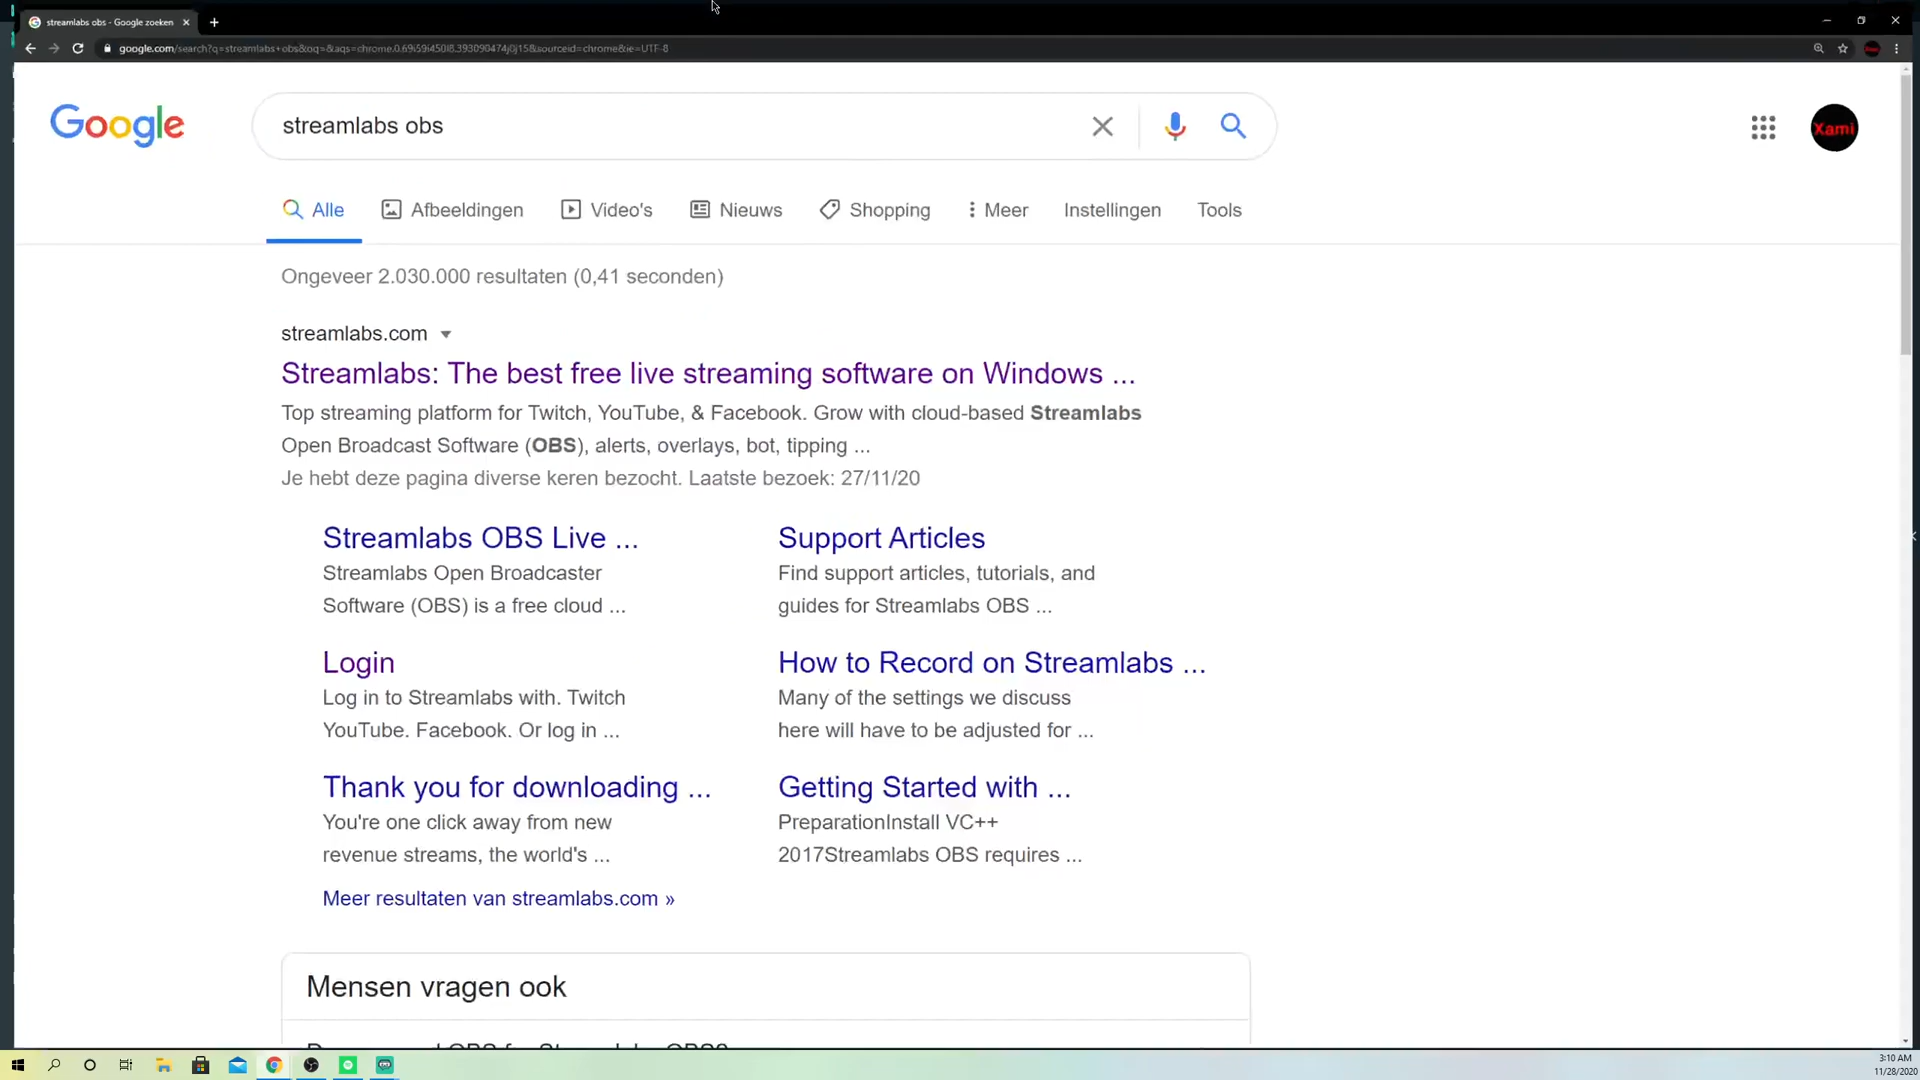 streamlabs obs - Google zoeken
google.com/search?q=streamlabs+obs&oq=&aqs=chrome.0.69i59i450l8.393090474j0j15&sourceid=chrome&ie=UTF-8
Google
streamlabs obs
Xami
Alle
Afbeeldingen
Video's
Nieuws
Shopping
Meer
Instellingen
Tools
Ongeveer 2.030.000 resultaten (0,41 seconden)
streamlabs.com
Streamlabs: The best free live streaming software on Windows ...
Top streaming platform for Twitch, YouTube, & Facebook. Grow with cloud-based Streamlabs
Open Broadcast Software (OBS), alerts, overlays, bot, tipping ...
Je hebt deze pagina diverse keren bezocht. Laatste bezoek: 27/11/20
Streamlabs OBS Live ...
Streamlabs Open Broadcaster
Software (OBS) is a free cloud ...
Support Articles
Find support articles, tutorials, and
guides for Streamlabs OBS ...
Login
Log in to Streamlabs with. Twitch
YouTube. Facebook. Or log in ...
How to Record on Streamlabs ...
Many of the settings we discuss
here will have to be adjusted for ...
Thank you for downloading ...
You're one click away from new
revenue streams, the world's ...
Getting Started with ...
PreparationInstall VC++
2017Streamlabs OBS requires ...
Meer resultaten van streamlabs.com »
Mensen vragen ook
3:10 AM
11/28/2020